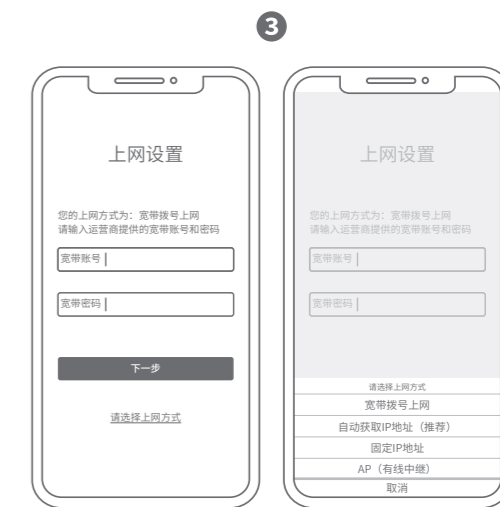 3
上网设置
您的上网方式为：宽带拨号上网
请输入运营商提供的宽带账号和密码
宽带账号
宽带密码
下一步
请选择上网方式
上网设置
您的上网方式为：宽带拨号上网
请输入运营商提供的宽带账号和密码
宽带账号
宽带密码
请选择上网方式
宽带拨号上网
自动获取IP地址（推荐）
固定IP地址
AP（有线中继）
取消